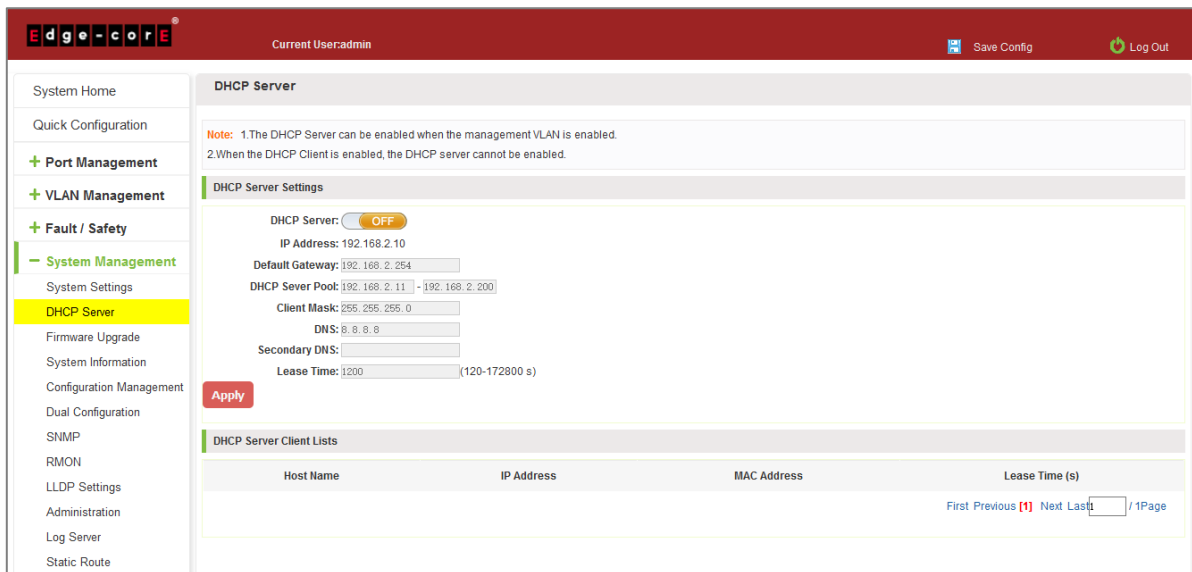 Edge-corE®
Current User:admin
Save Config
Log Out
System Home
Quick Configuration
+ Port Management
+ VLAN Management
+ Fault / Safety
− System Management
System Settings
DHCP Server
Firmware Upgrade
System Information
Configuration Management
Dual Configuration
SNMP
RMON
LLDP Settings
Administration
Log Server
Static Route
DHCP Server
Note: 1.The DHCP Server can be enabled when the management VLAN is enabled.
2.When the DHCP Client is enabled, the DHCP server cannot be enabled.
DHCP Server Settings
DHCP Server: OFF
IP Address: 192.168.2.10
Default Gateway: 192.168.2.254
DHCP Sever Pool: 192.168.2.11 - 192.168.2.200
Client Mask: 255.255.255.0
DNS: 8.8.8.8
Secondary DNS:
Lease Time: 1200 (120-172800 s)
Apply
DHCP Server Client Lists
Host Name IP Address MAC Address Lease Time (s)
First Previous [1] Next Last 1 / 1Page